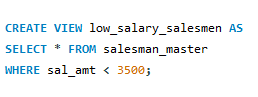 CREATE VIEW low_salary_salesmen AS
SELECT * FROM salesman_master
WHERE sal_amt < 3500;